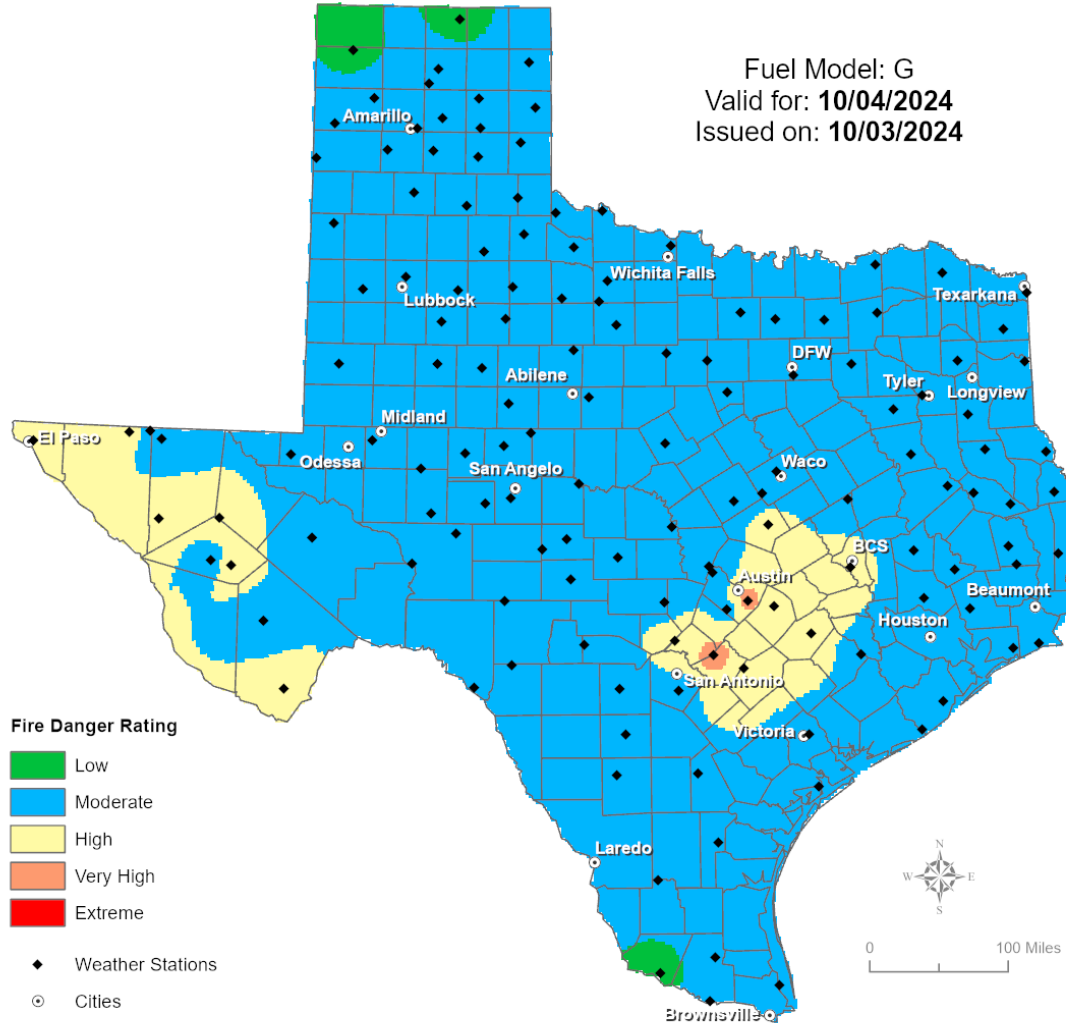 Fuel Model: G
Valid for: 10/04/2024
Issued on: 10/03/2024
Amarillo
Wichita Falls
Lubbock
Texarkana
DFW
Abilene
Tyler
Longview
Midland
El Paso
Odessa
San Angelo
Waco
BCS
Austin
Beaumont
Houston
San Antonio
Victoria
Laredo
Brownsville
Fire Danger Rating
Low
Moderate
High
Very High
Extreme
Weather Stations
Cities
N
W E
S
0 100 Miles